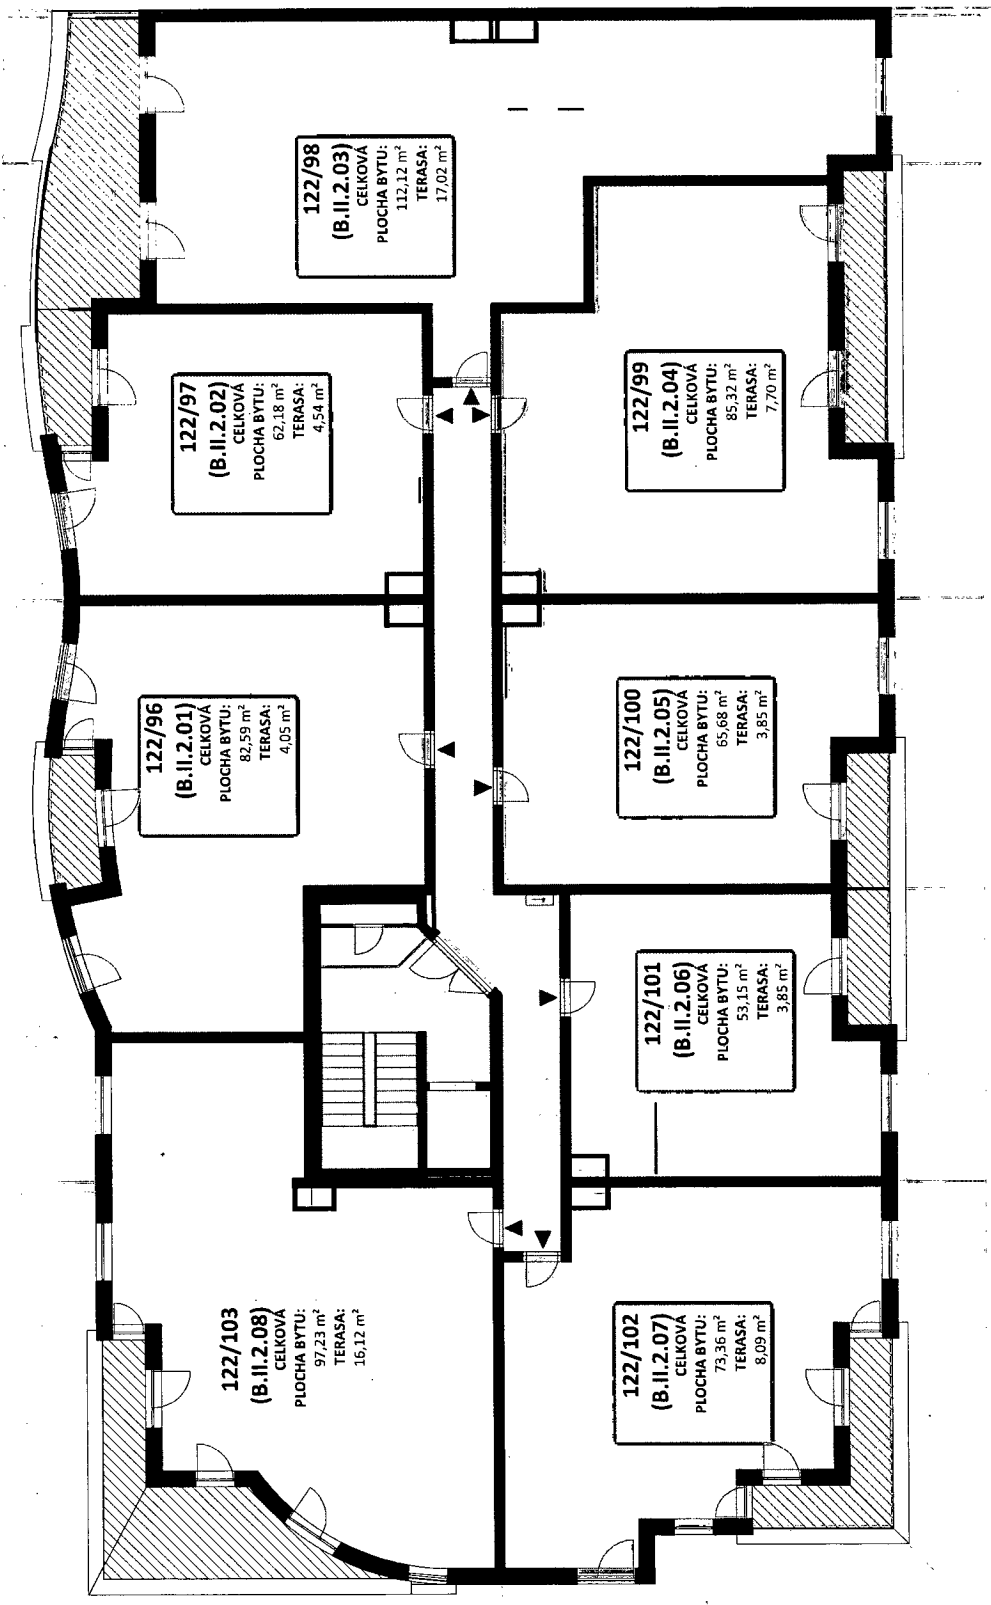 122/98
(B.II.2.03)
CELKOVÁ
PLOCHA BYTU:
112,12 m²
TERASA:
17,02 m²
122/97
(B.II.2.02)
CELKOVÁ
PLOCHA BYTU:
62,18 m²
TERASA:
4,54 m²
122/99
(B.II.2.04)
CELKOVÁ
PLOCHA BYTU:
85,32 m²
TERASA:
7,70 m²
122/96
(B.II.2.01)
CELKOVÁ
PLOCHA BYTU:
82,59 m²
TERASA:
4,05 m²
122/100
(B.II.2.05)
CELKOVÁ
PLOCHA BYTU:
65,68 m²
TERASA:
3,85 m²
122/101
(B.II.2.06)
CELKOVÁ
PLOCHA BYTU:
53,15 m²
TERASA:
3,85 m²
122/103
(B.II.2.08)
CELKOVÁ
PLOCHA BYTU:
97,23 m²
TERASA:
16,12 m²
122/102
(B.II.2.07)
CELKOVÁ
PLOCHA BYTU:
73,36 m²
TERASA:
8,09 m²